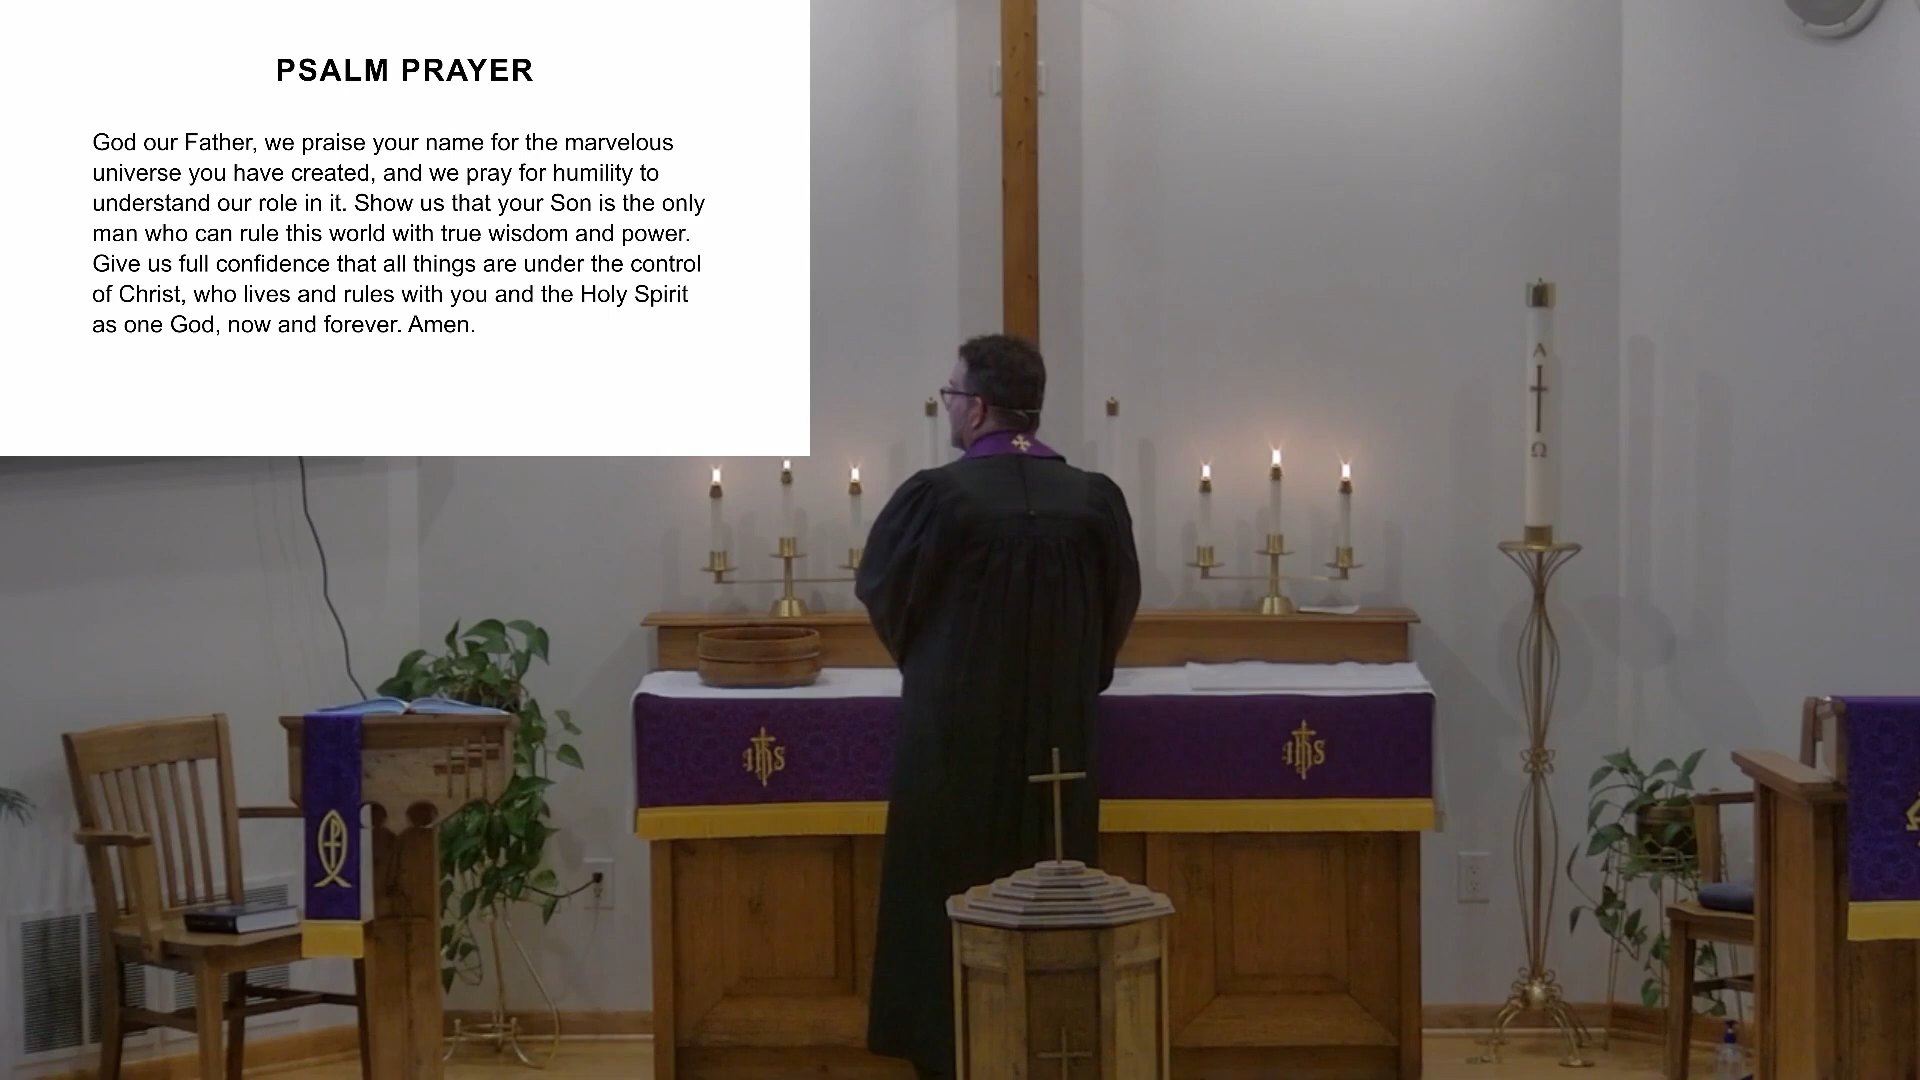 PSALM PRAYER
God our Father, we praise your name for the marvelous
universe you have created, and we pray for humility to
understand our role in it. Show us that your Son is the only
man who can rule this world with true wisdom and power.
Give us full confidence that all things are under the control
of Christ, who lives and rules with you and the Holy Spirit
as one God, now and forever. Amen.
Α
Ω
IHS
IHS